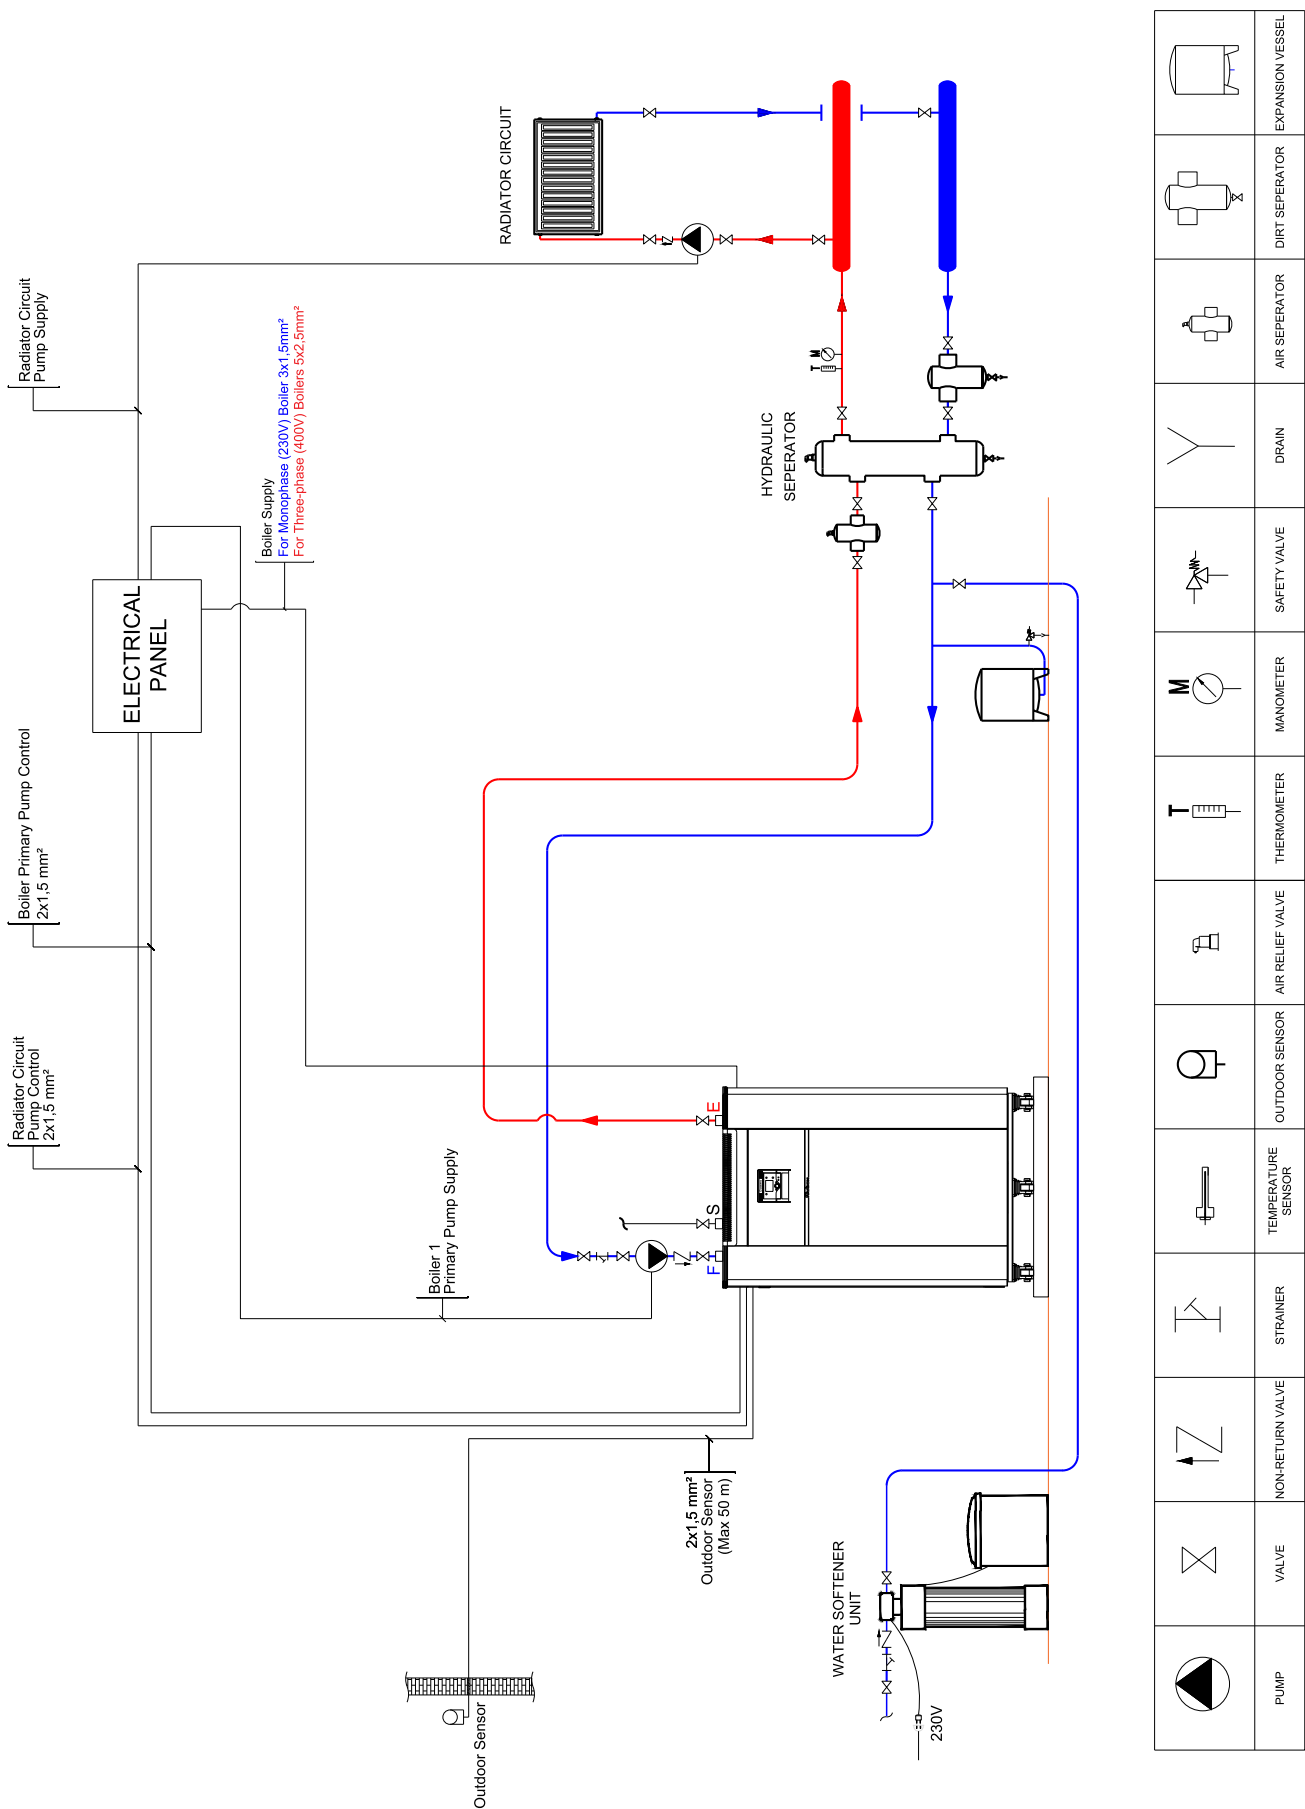 Outdoor Sensor
2x1,5 mm²
Outdoor Sensor
(Max 50 m)
Radiator Circuit
Pump Control
2x1,5 mm²
Boiler Primary Pump Control
2x1,5 mm²
Radiator Circuit
Pump Supply
ELECTRICAL
PANEL
Boiler Supply
For Monophase (230V) Boiler 3x1,5mm²
For Three-phase (400V) Boilers 5x2,5mm²
Boiler 1
Primary Pump Supply
RADIATOR CIRCUIT
F
S
E
T
M
HYDRAULIC
SEPERATOR
WATER SOFTENER
UNIT
230V
T
M
PUMP
VALVE
NON-RETURN VALVE
STRAINER
TEMPERATURE
SENSOR
OUTDOOR SENSOR
AIR RELIEF VALVE
THERMOMETER
MANOMETER
SAFETY VALVE
DRAIN
AIR SEPERATOR
DIRT SEPERATOR
EXPANSION VESSEL